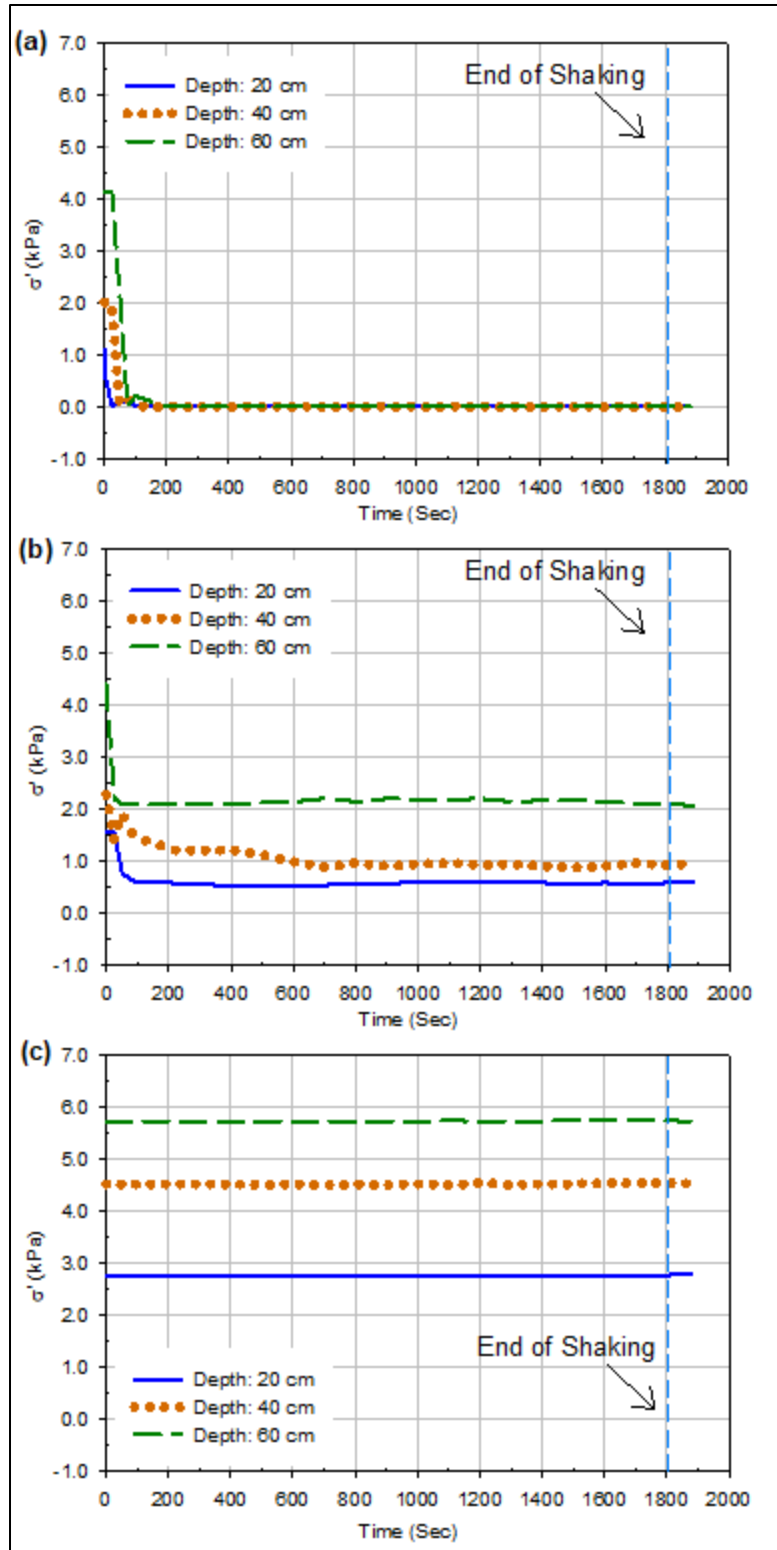 (a)
7.0
6.0
5.0
4.0
3.0
2.0
1.0
0.0
-1.0
σ' (kPa)
Depth: 20 cm
Depth: 40 cm
Depth: 60 cm
End of Shaking
0 200 400 600 800 1000 1200 1400 1600 1800 2000
Time (Sec)
(b)
7.0
6.0
5.0
4.0
3.0
2.0
1.0
0.0
-1.0
σ' (kPa)
Depth: 20 cm
Depth: 40 cm
Depth: 60 cm
End of Shaking
0 200 400 600 800 1000 1200 1400 1600 1800 2000
Time (Sec)
(c)
7.0
6.0
5.0
4.0
3.0
2.0
1.0
0.0
-1.0
σ' (kPa)
End of Shaking
Depth: 20 cm
Depth: 40 cm
Depth: 60 cm
0 200 400 600 800 1000 1200 1400 1600 1800 2000
Time (Sec)